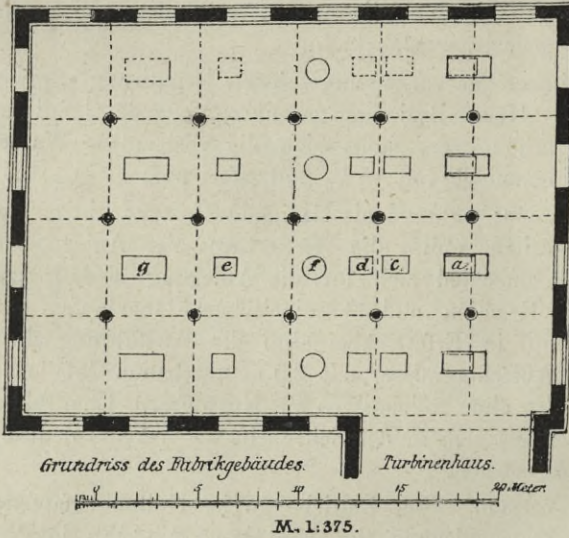 g e f d c. a.
Grundriss des Fabrikgebäudes. Turbinenhaus.
0 5 10 15 20 Meter.
M. 1:375.